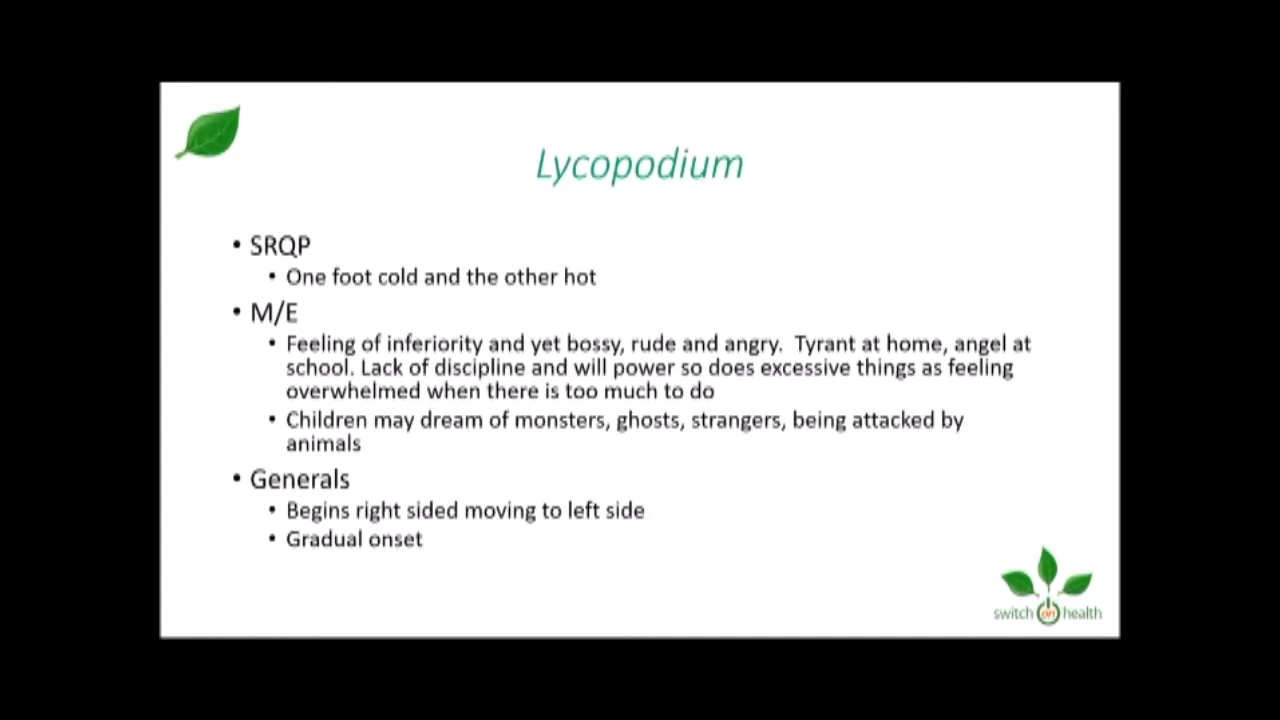 Lycopodium
• SRQP
• One foot cold and the other hot
• M/E
• Feeling of inferiority and yet bossy, rude and angry.  Tyrant at home, angel at
school. Lack of discipline and will power so does excessive things as feeling
overwhelmed when there is too much to do
• Children may dream of monsters, ghosts, strangers, being attacked by
animals
• Generals
• Begins right sided moving to left side
• Gradual onset
switch on health